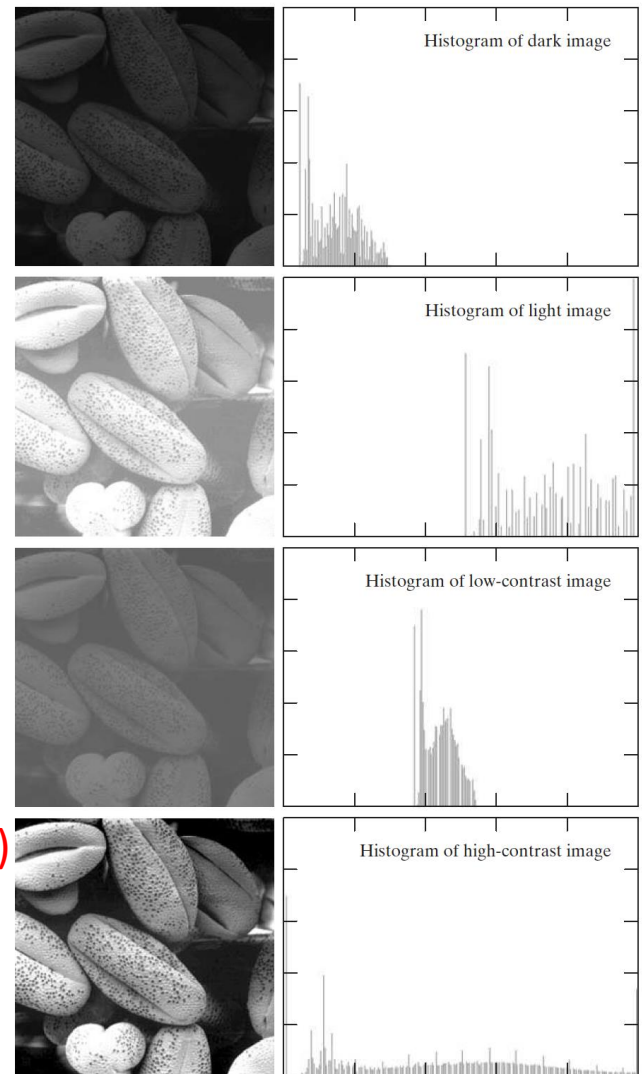 Histogram of dark image
Histogram of light image
Histogram of low-contrast image
)
Histogram of high-contrast image